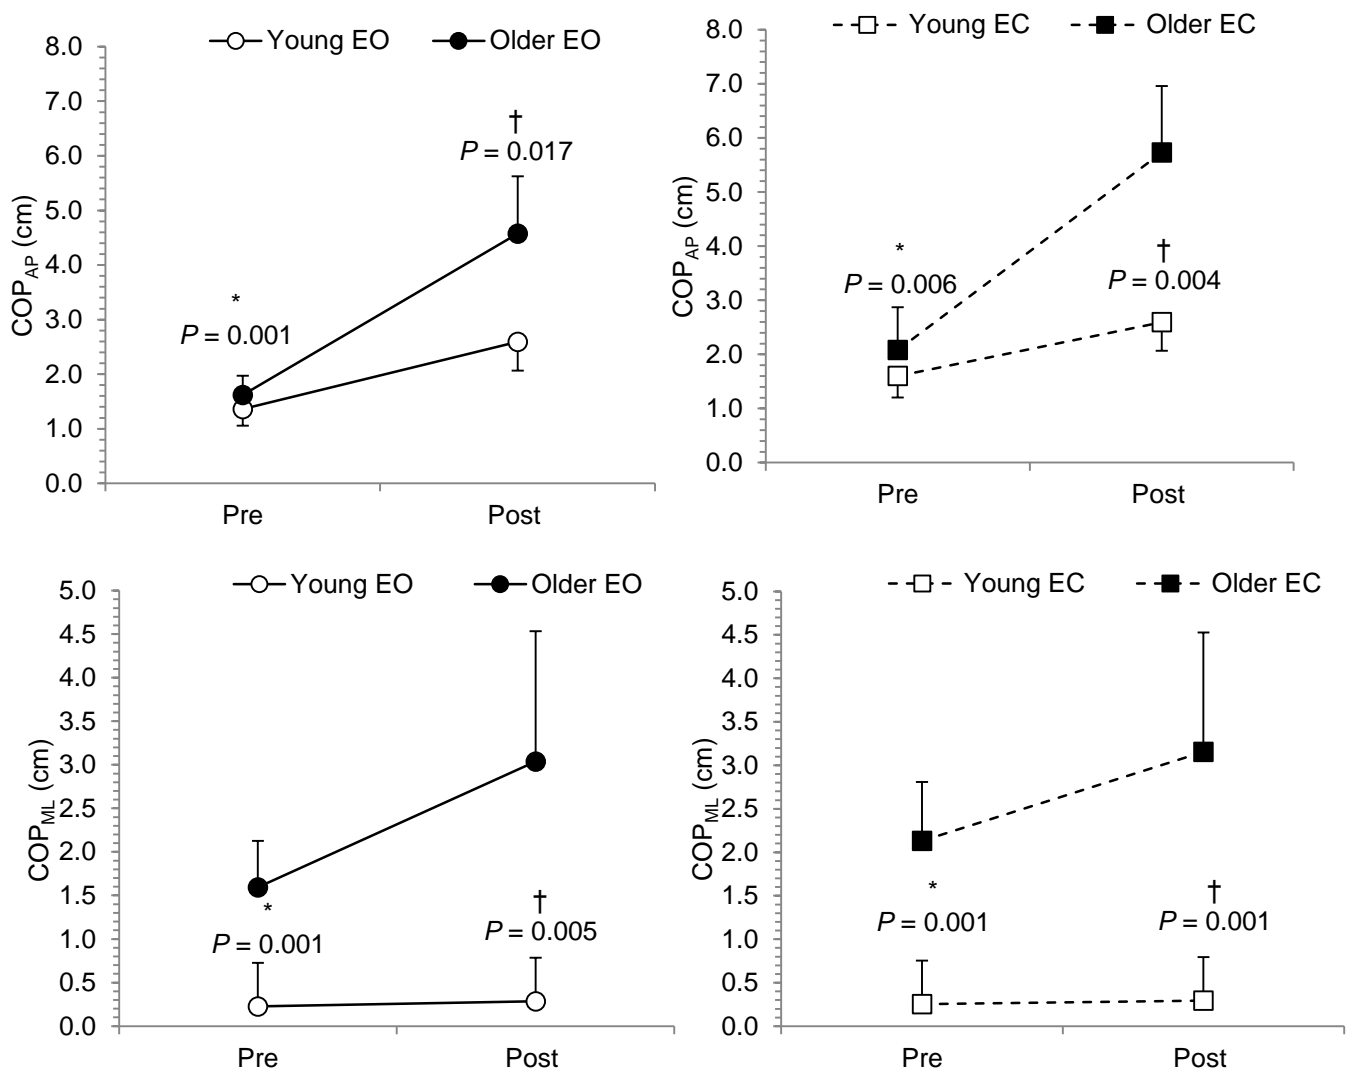 Young EO Older EO
8.0
7.0
6.0
5.0
4.0
3.0
2.0
1.0
0.0
COP_AP (cm)
†
P = 0.017
*
P = 0.001
Pre Post
Young EC Older EC
8.0
7.0
6.0
5.0
4.0
3.0
2.0
1.0
0.0
COP_AP (cm)
*
P = 0.006
†
P = 0.004
Pre Post
Young EO Older EO
5.0
4.5
4.0
3.5
3.0
2.5
2.0
1.5
1.0
0.5
0.0
COP_ML (cm)
*
P = 0.001
†
P = 0.005
Pre Post
Young EC Older EC
5.0
4.5
4.0
3.5
3.0
2.5
2.0
1.5
1.0
0.5
0.0
COP_ML (cm)
*
P = 0.001
†
P = 0.001
Pre Post